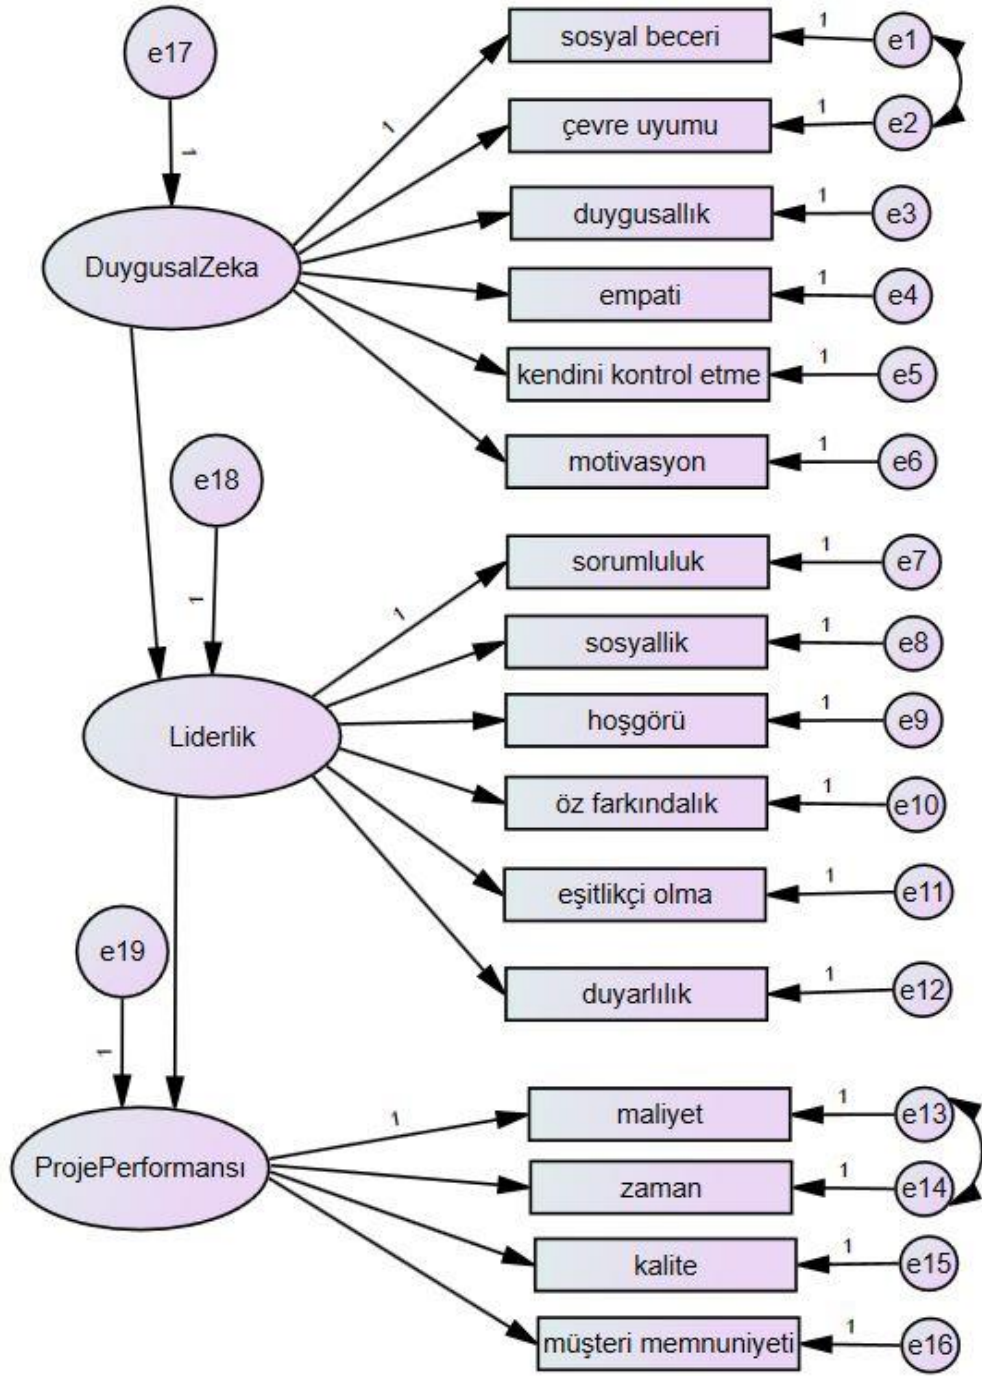 e17
1
DuygusalZeka
1
sosyal beceri
1
e1
çevre uyumu
1
e2
duygusallık
1
e3
empati
1
e4
kendini kontrol etme
1
e5
motivasyon
1
e6
e18
1
Liderlik
1
sorumluluk
1
e7
sosyallik
1
e8
hoşgörü
1
e9
öz farkındalık
1
e10
eşitlikçi olma
1
e11
duyarlılık
1
e12
e19
1
ProjePerformansı
1
maliyet
1
e13
zaman
1
e14
kalite
1
e15
müşteri memnuniyeti
1
e16